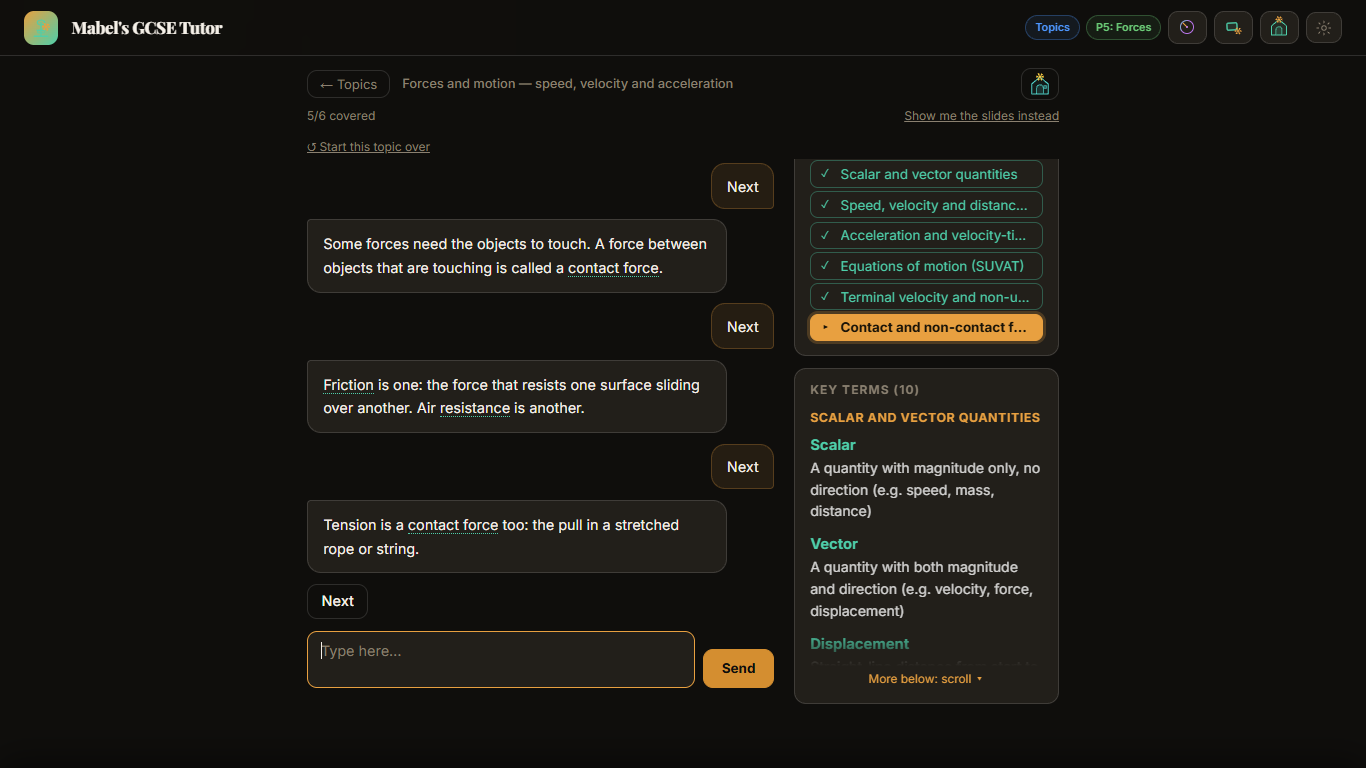 Mabel's GCSE Tutor
Topics
P5: Forces
← Topics
Forces and motion — speed, velocity and acceleration
5/6 covered
Show me the slides instead
↺ Start this topic over
Next
Some forces need the objects to touch. A force between
objects that are touching is called a contact force.
Next
Friction is one: the force that resists one surface sliding
over another. Air resistance is another.
Next
Tension is a contact force too: the pull in a stretched
rope or string.
Next
Type here...
Send
✓ Scalar and vector quantities
✓ Speed, velocity and distanc...
✓ Acceleration and velocity-ti...
✓ Equations of motion (SUVAT)
✓ Terminal velocity and non-u...
▸ Contact and non-contact f...
KEY TERMS (10)
SCALAR AND VECTOR QUANTITIES
Scalar
A quantity with magnitude only, no
direction (e.g. speed, mass,
distance)
Vector
A quantity with both magnitude
and direction (e.g. velocity, force,
displacement)
Displacement
More below: scroll ▾